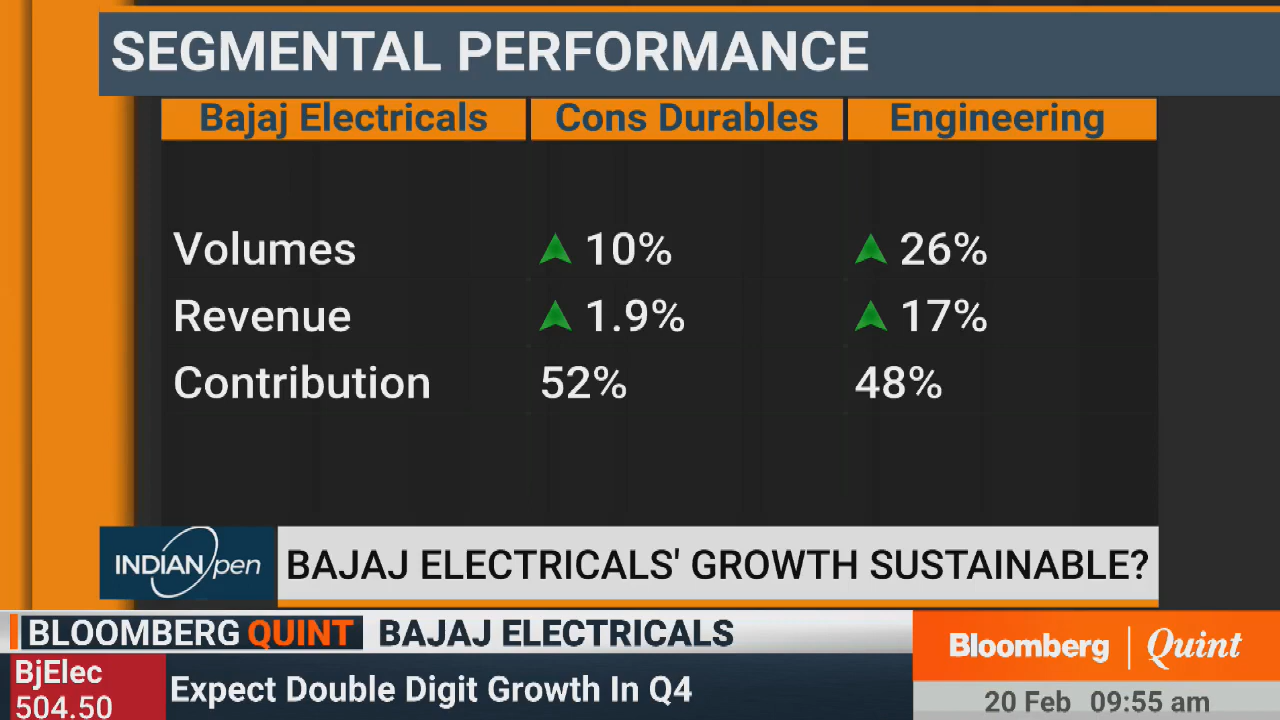 SEGMENTAL PERFORMANCE
Bajaj Electricals Cons Durables Engineering
Volumes 10% 26%
Revenue 1.9% 17%
Contribution 52% 48%
INDIAN Open BAJAJ ELECTRICALS' GROWTH SUSTAINABLE?
BLOOMBERG QUINT BAJAJ ELECTRICALS
Bloomberg | Quint
BjElec
504.50
Expect Double Digit Growth In Q4
20 Feb 09:55 am